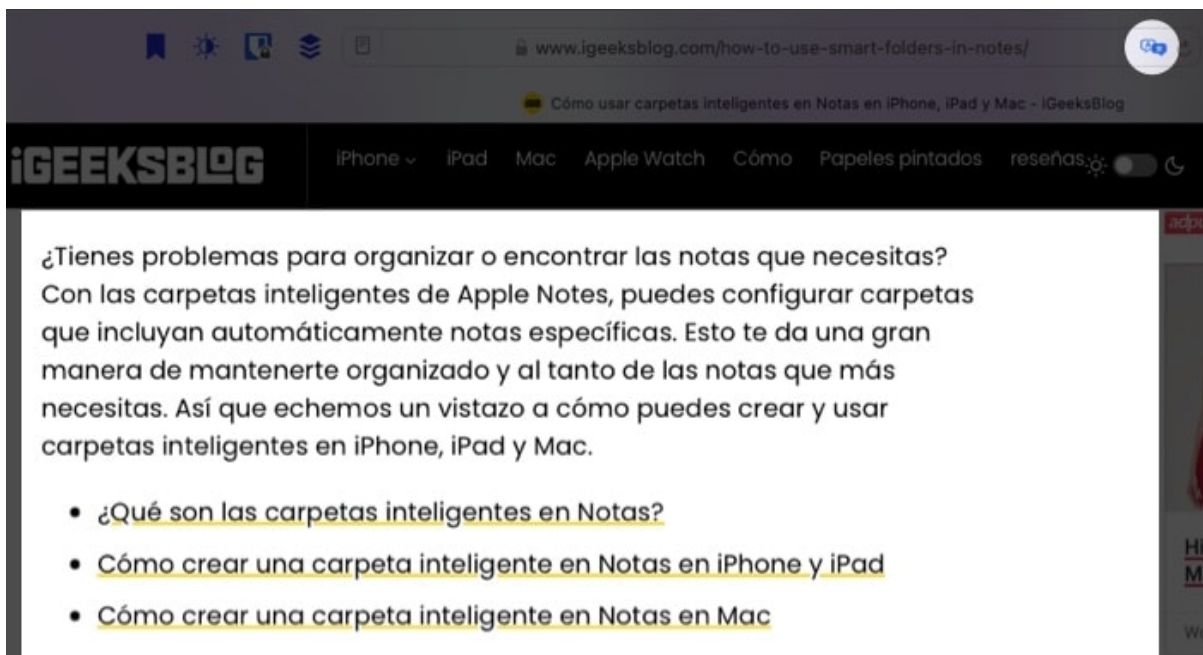 www.igeeksblog.com/how-to-use-smart-folders-in-notes/
Cómo usar carpetas inteligentes en Notas en iPhone, iPad y Mac - iGeeksBlog
iGEEKSBLOG iPhone iPad Mac Apple Watch Cómo Papeles pintados reseñas
¿Tienes problemas para organizar o encontrar las notas que necesitas?
Con las carpetas inteligentes de Apple Notes, puedes configurar carpetas
que incluyan automáticamente notas específicas. Esto te da una gran
manera de mantenerte organizado y al tanto de las notas que más
necesitas. Así que echemos un vistazo a cómo puedes crear y usar
carpetas inteligentes en iPhone, iPad y Mac.
¿Qué son las carpetas inteligentes en Notas?
Cómo crear una carpeta inteligente en Notas en iPhone y iPad
Cómo crear una carpeta inteligente en Notas en Mac